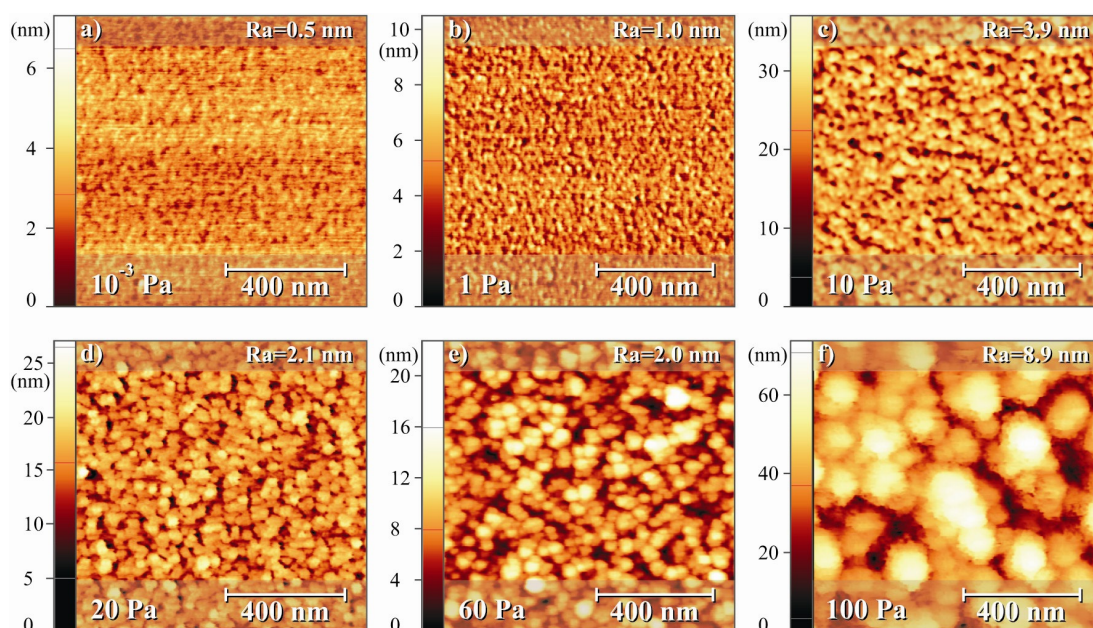 (nm)
a)
Ra=0.5 nm
6
4
2
0
10⁻³ Pa
400 nm
10
(nm)
b)
Ra=1.0 nm
8
6
4
2
0
1 Pa
400 nm
(nm)
c)
Ra=3.9 nm
30
20
10
0
10 Pa
400 nm
25
(nm)
d)
Ra=2.1 nm
20
15
10
5
0
20 Pa
400 nm
(nm)
e)
Ra=2.0 nm
20
16
12
8
4
0
60 Pa
400 nm
(nm)
f)
Ra=8.9 nm
60
40
20
0
100 Pa
400 nm